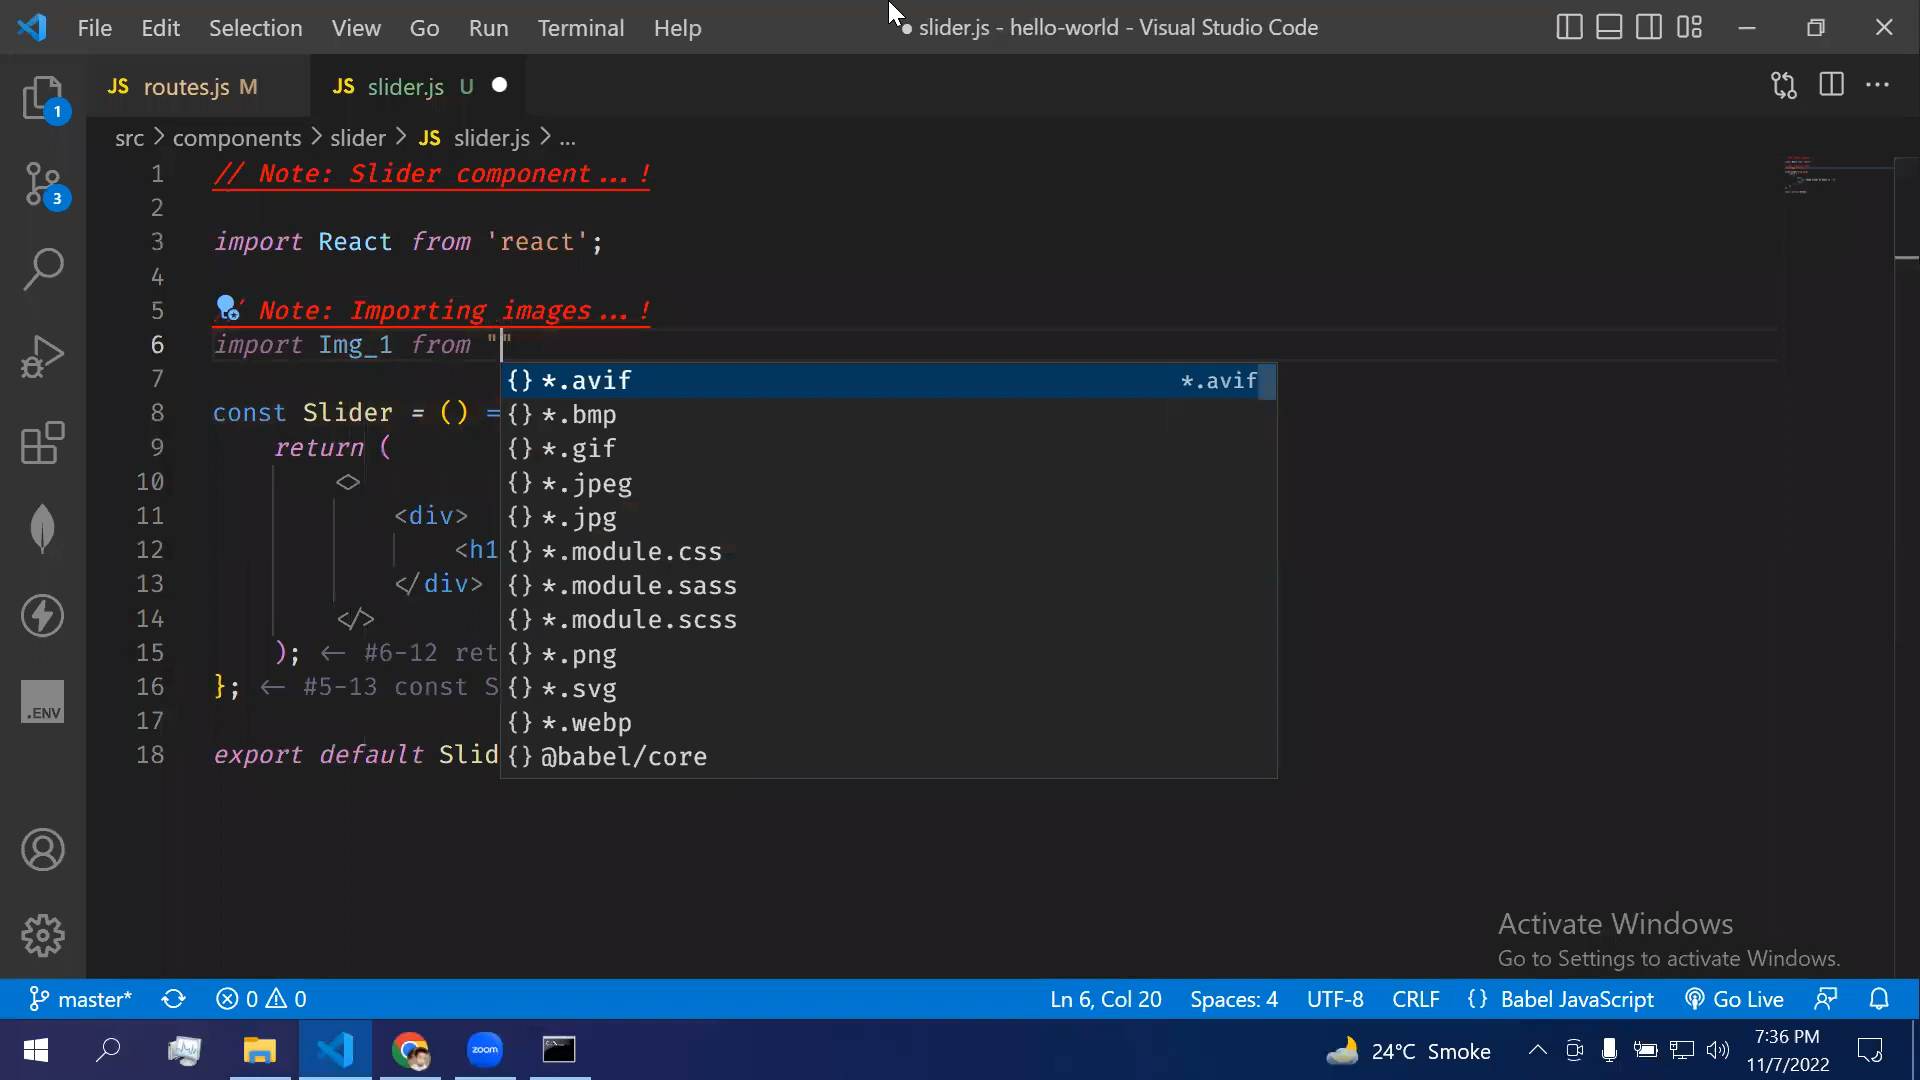 File Edit Selection View Go Run Terminal Help
● slider.js - hello-world - Visual Studio Code
JS routes.js M
JS slider.js U ●
src > components > slider > JS slider.js > ...
1 // Note: Slider component...!
2
3 import React from 'react';
4
5 // Note: Importing images...!
6 import Img_1 from ""
7
8 const Slider = () =
9 return (
10 <>
11 <div>
12 <h1
13 </div>
14 </>
15 ); <- #6-12 ret
16 }; <- #5-13 const S
17
18 export default Slid
{} *.avif *.avif
{} *.bmp
{} *.gif
{} *.jpeg
{} *.jpg
{} *.module.css
{} *.module.sass
{} *.module.scss
{} *.png
{} *.svg
{} *.webp
{} @babel/core
1
3
.ENV
Activate Windows
Go to Settings to activate Windows.
master* 0 0 Ln 6, Col 20 Spaces: 4 UTF-8 CRLF {} Babel JavaScript Go Live
zoom
24°C Smoke
7:36 PM
11/7/2022